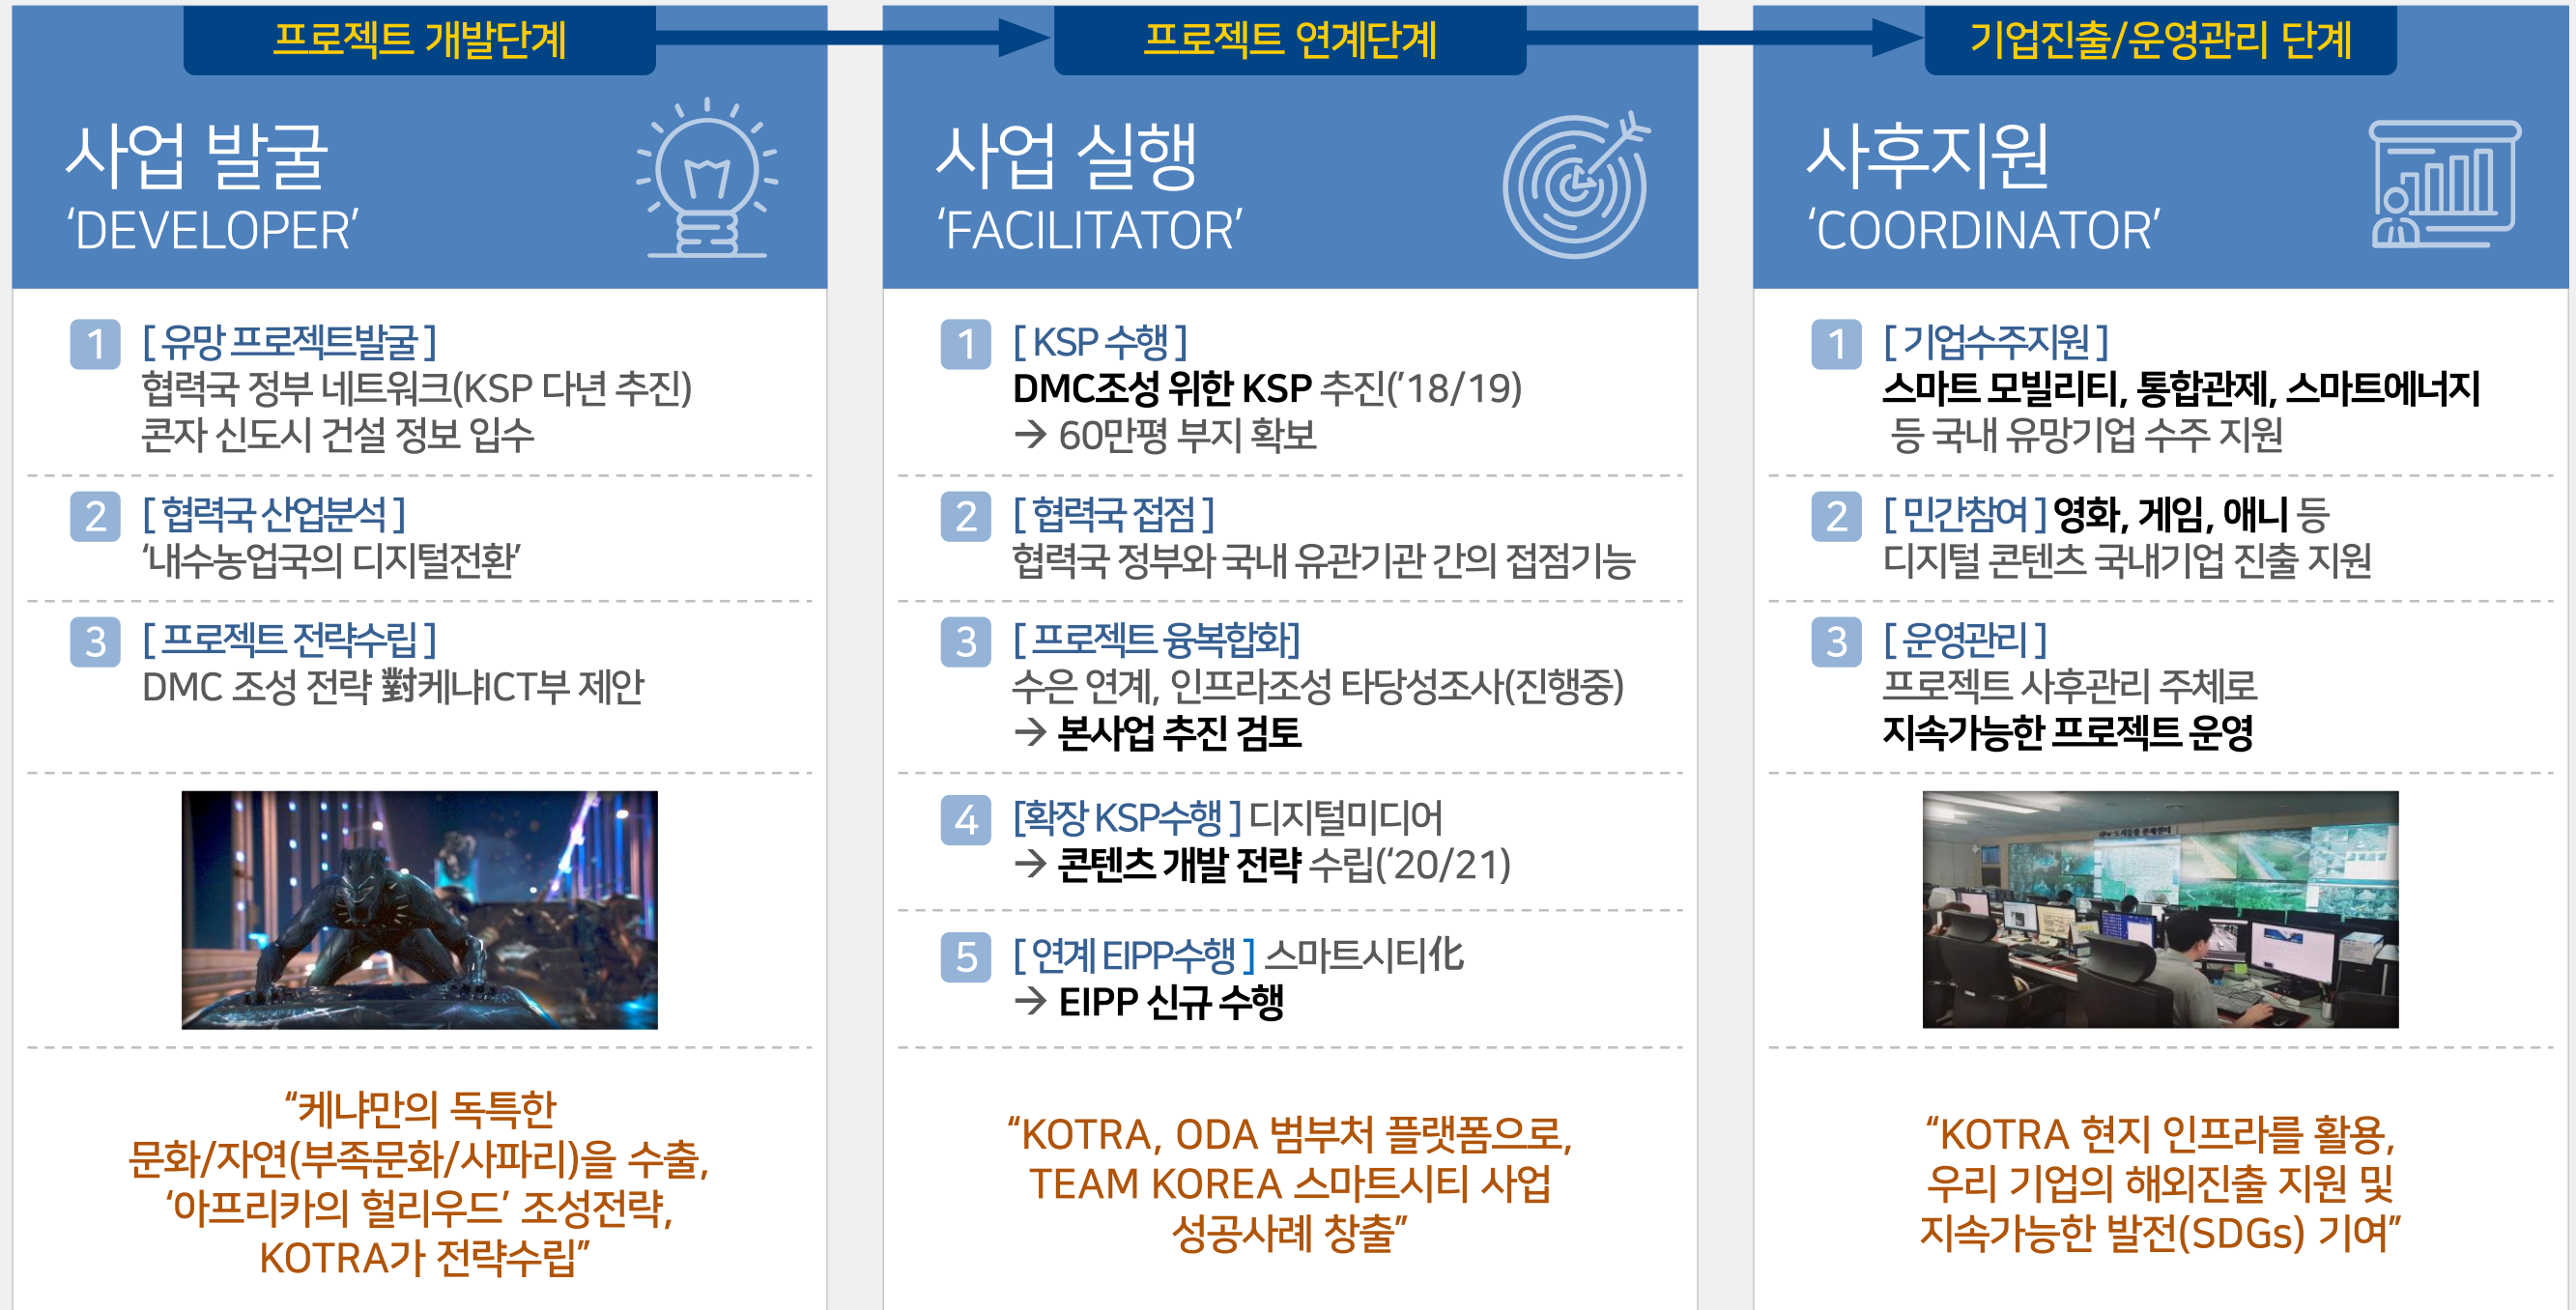 프로젝트 개발단계
사업 발굴
‘DEVELOPER’
1 [ 유망 프로젝트발굴 ]
협력국 정부 네트워크(KSP 다년 추진)
콘자 신도시 건설 정보 입수
2 [ 협력국 산업분석 ]
‘내수농업국의 디지털전환’
3 [ 프로젝트 전략수립 ]
DMC 조성 전략 對케냐ICT부 제안
“케냐만의 독특한
문화/자연(부족문화/사파리)을 수출,
‘아프리카의 헐리우드’ 조성전략,
KOTRA가 전략수립”
프로젝트 연계단계
사업 실행
‘FACILITATOR’
1 [ KSP 수행 ]
DMC조성 위한 KSP 추진(’18/19)
→ 60만평 부지 확보
2 [ 협력국 접점 ]
협력국 정부와 국내 유관기관 간의 접점기능
3 [ 프로젝트 융복합화]
수은 연계, 인프라조성 타당성조사(진행중)
→ 본사업 추진 검토
4 [확장 KSP수행 ] 디지털미디어
→ 콘텐츠 개발 전략 수립(‘20/21)
5 [ 연계 EIPP수행 ] 스마트시티化
→ EIPP 신규 수행
“KOTRA, ODA 범부처 플랫폼으로,
TEAM KOREA 스마트시티 사업
성공사례 창출”
기업진출/운영관리 단계
사후지원
‘COORDINATOR’
1 [ 기업수주지원 ]
스마트 모빌리티, 통합관제, 스마트에너지
등 국내 유망기업 수주 지원
2 [ 민간참여 ] 영화, 게임, 애니 등
디지털 콘텐츠 국내기업 진출 지원
3 [ 운영관리 ]
프로젝트 사후관리 주체로
지속가능한 프로젝트 운영
“KOTRA 현지 인프라를 활용,
우리 기업의 해외진출 지원 및
지속가능한 발전(SDGs) 기여”